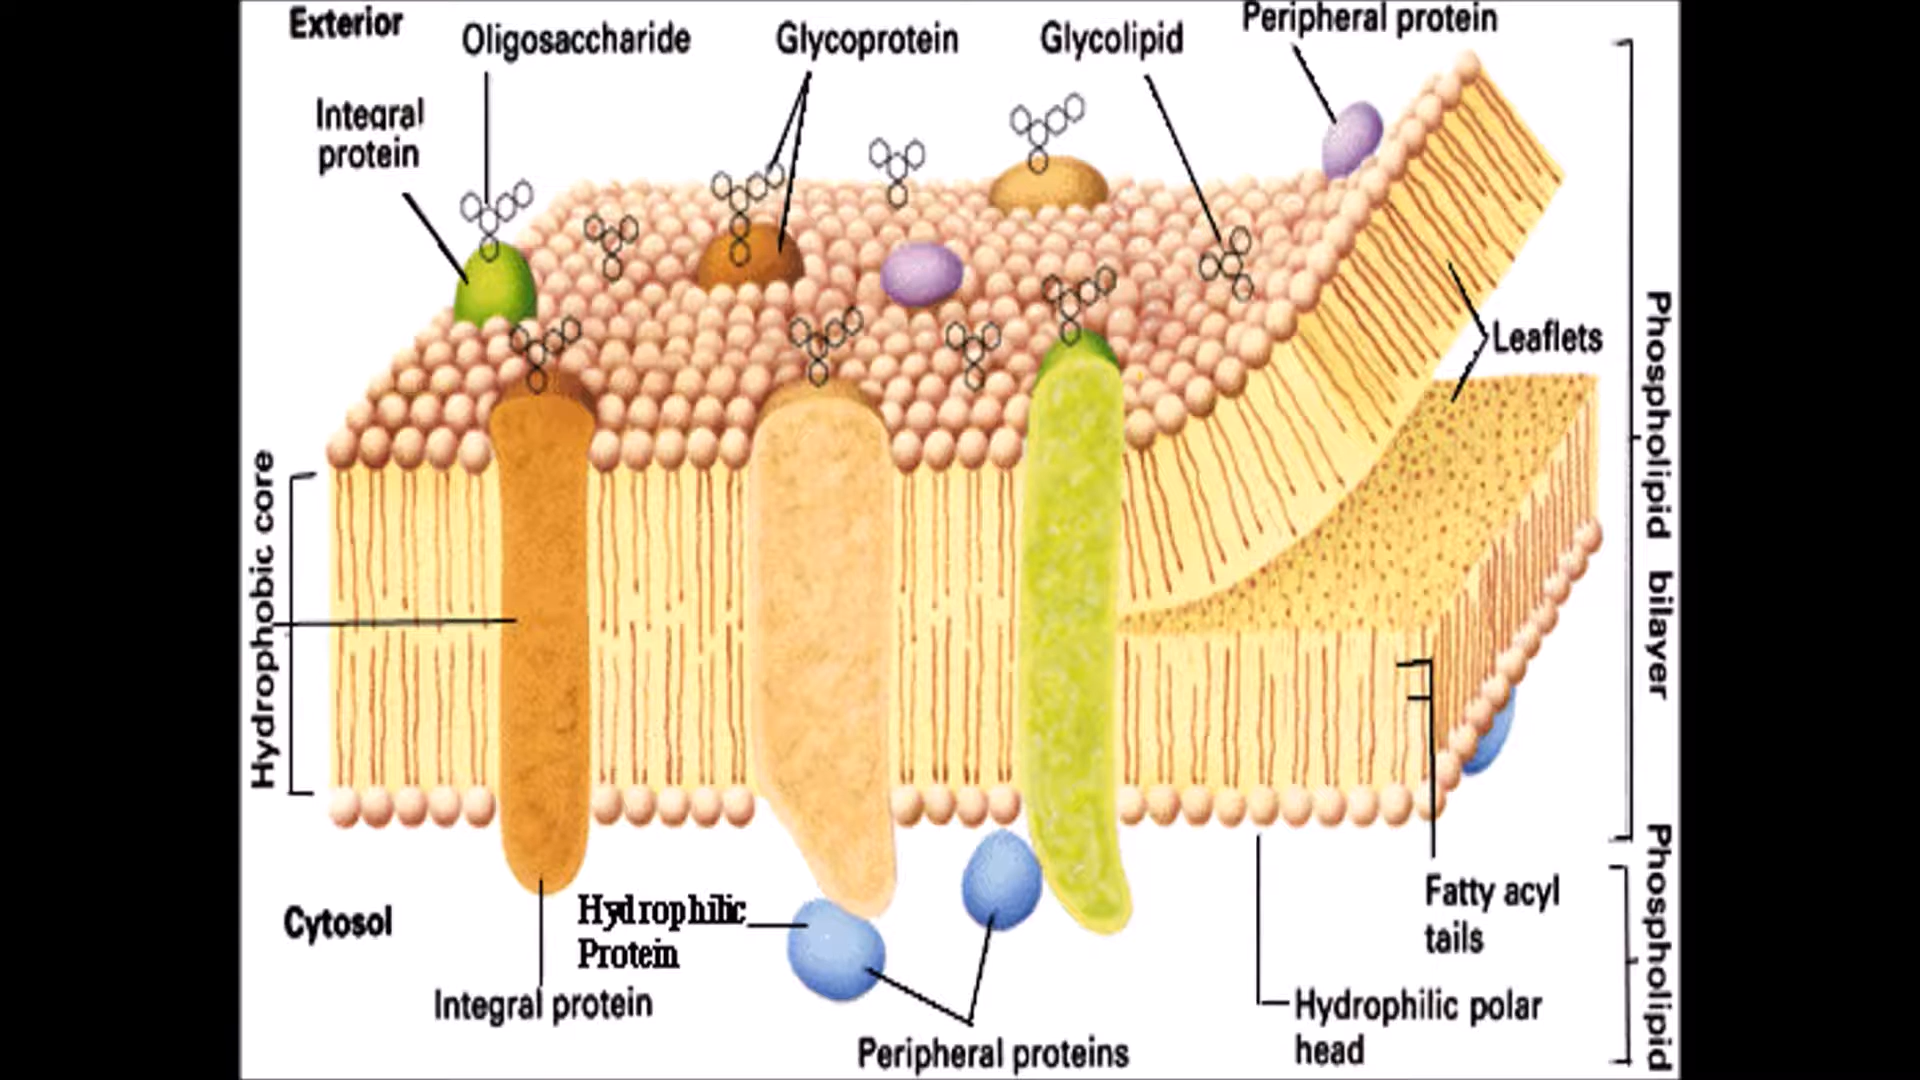 Exterior
Oligosaccharide
Glycoprotein
Glycolipid
Peripheral protein
Integral
protein
Leaflets
Phospholipid bilayer
Hydrophobic core
Fatty acyl
tails
Phospholipid
Cytosol
Hydrophilic
Protein
Integral protein
Hydrophilic polar
head
Peripheral proteins